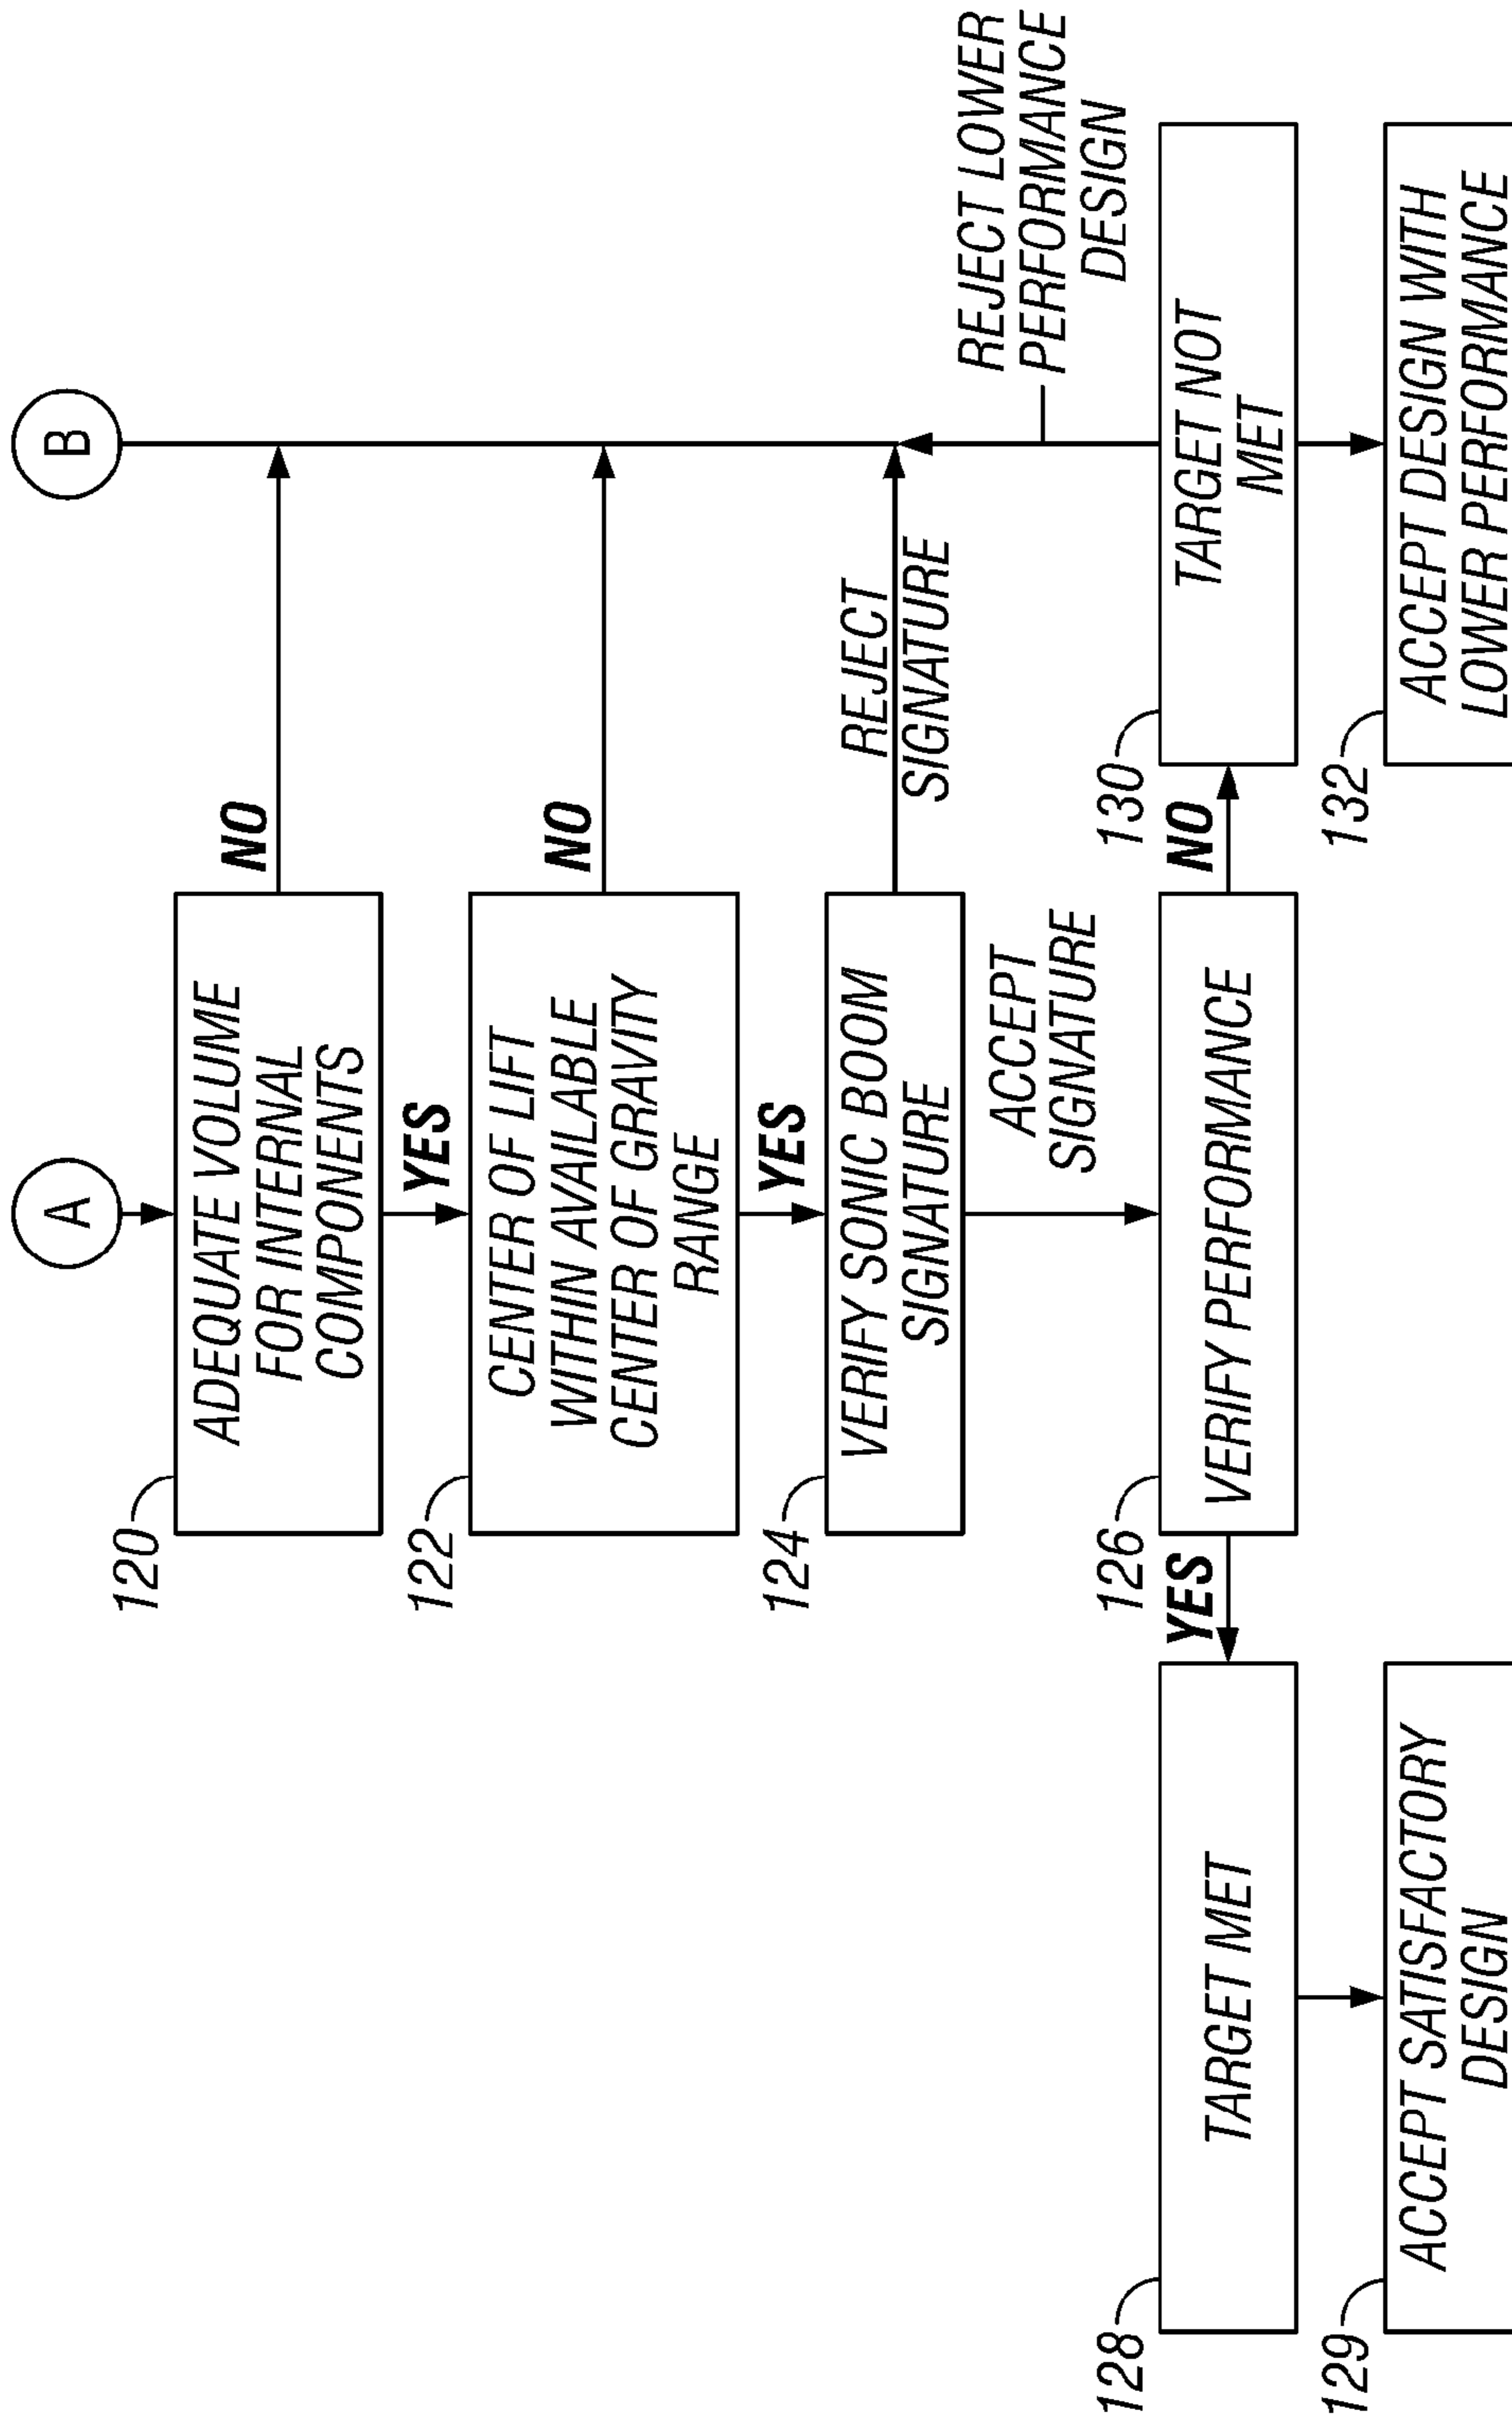 A
B
120
ADEQUATE VOLUME
FOR INTERNAL
COMPONENTS
NO
YES
122
CENTER OF LIFT
WITHIN AVAILABLE
CENTER OF GRAVITY
RANGE
NO
YES
124
VERIFY SONIC BOOM
SIGNATURE
REJECT
SIGNATURE
ACCEPT
SIGNATURE
REJECT LOWER
PERFORMANCE
DESIGN
128
TARGET MET
YES
126
VERIFY PERFORMANCE
NO
130
TARGET NOT
MET
129
ACCEPT SATISFACTORY
DESIGN
132
ACCEPT DESIGN WITH
LOWER PERFORMANCE